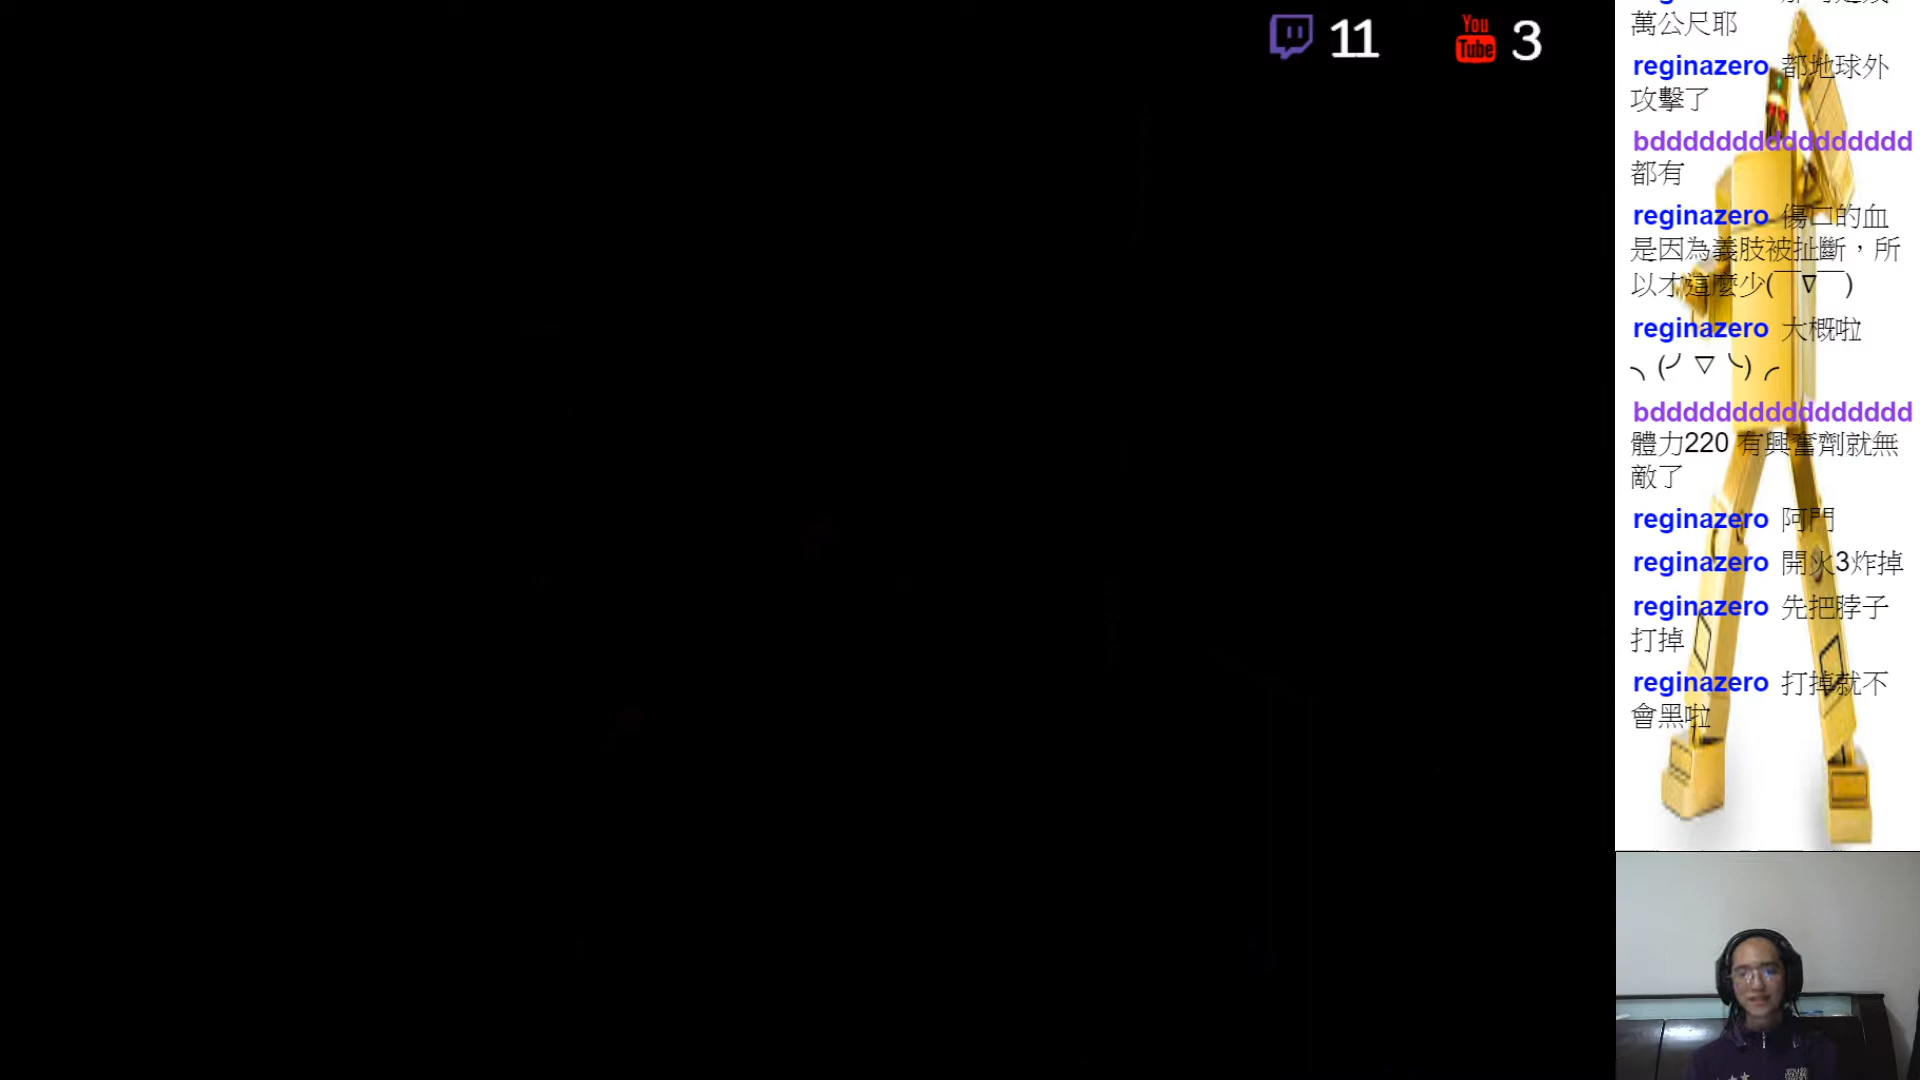 11
You
Tube
3
萬公尺耶
reginazero 都地球外
攻擊了
bdddddddddddddddd
都有
reginazero 傷口的血
是因為義肢被扯斷，所
以才這麼少(￣∇￣)
reginazero 大概啦
╮(╯▽╰)╭
bdddddddddddddddd
體力220 有興奮劑就無
敵了
reginazero 阿門
reginazero 開火3炸掉
reginazero 先把脖子
打掉
reginazero 打掉就不
會黑啦